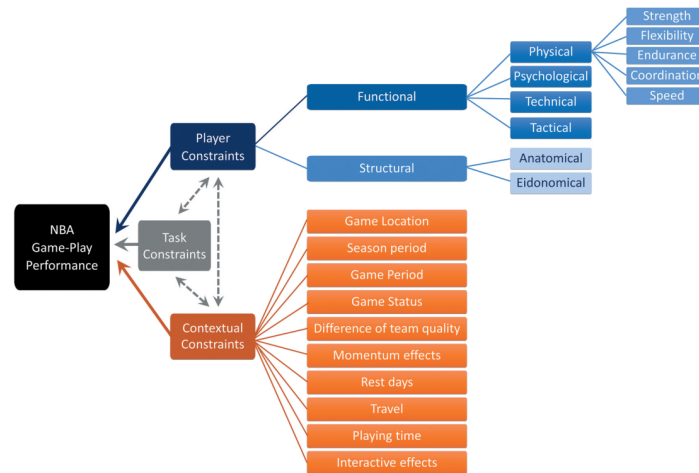 NBA
Game-Play
Performance
Player
Constraints
Task
Constraints
Contextual
Constraints
Functional
Structural
Physical
Psychological
Technical
Tactical
Strength
Flexibility
Endurance
Coordination
Speed
Anatomical
Eidonomical
Game Location
Season period
Game Period
Game Status
Difference of team quality
Momentum effects
Rest days
Travel
Playing time
Interactive effects